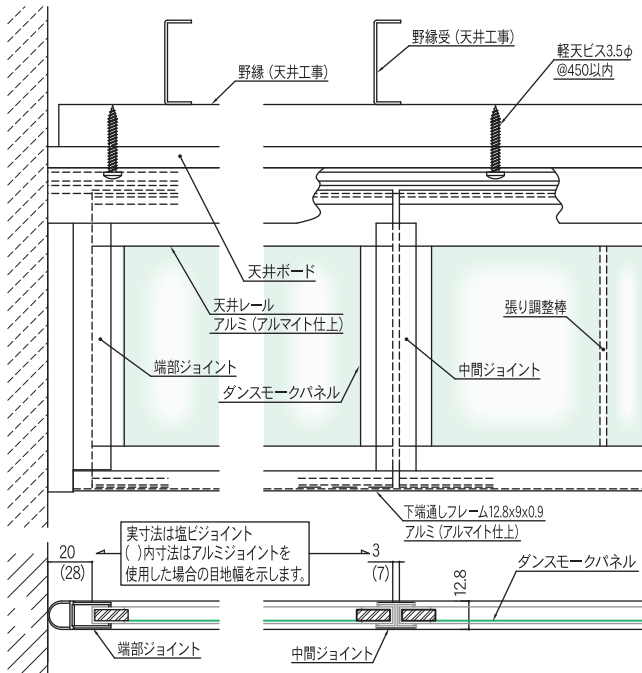 野縁受（天井工事）
野縁（天井工事）
軽天ビス3.5φ
@450以内
天井ボード
天井レール
アルミ（アルマイト仕上）
張り調整棒
端部ジョイント
中間ジョイント
ダンスモークパネル
下端通しフレーム12.8x9×0.9
アルミ（アルマイト仕上）
実寸法は塩ビジョイント
（ ）内寸法はアルミジョイントを
使用した場合の目地幅を示します。
20
(28)
3
(7)
12.8
ダンスモークパネル
端部ジョイント
中間ジョイント